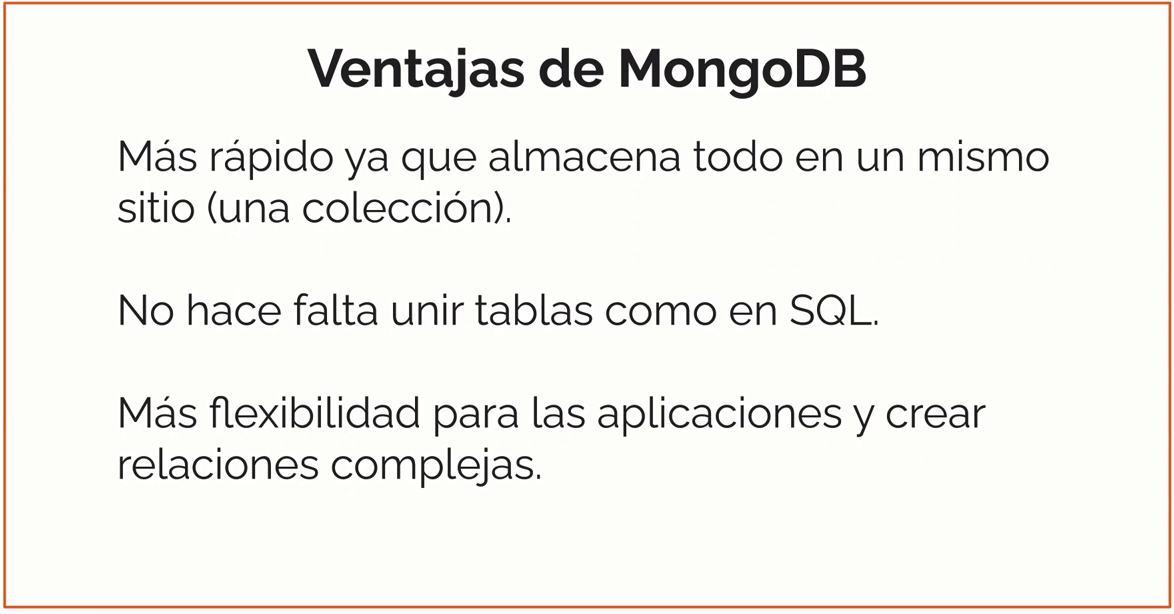 Ventajas de MongoDB
Más rápido ya que almacena todo en un mismo
sitio (una colección).
No hace falta unir tablas como en SQL.
Más flexibilidad para las aplicaciones y crear
relaciones complejas.